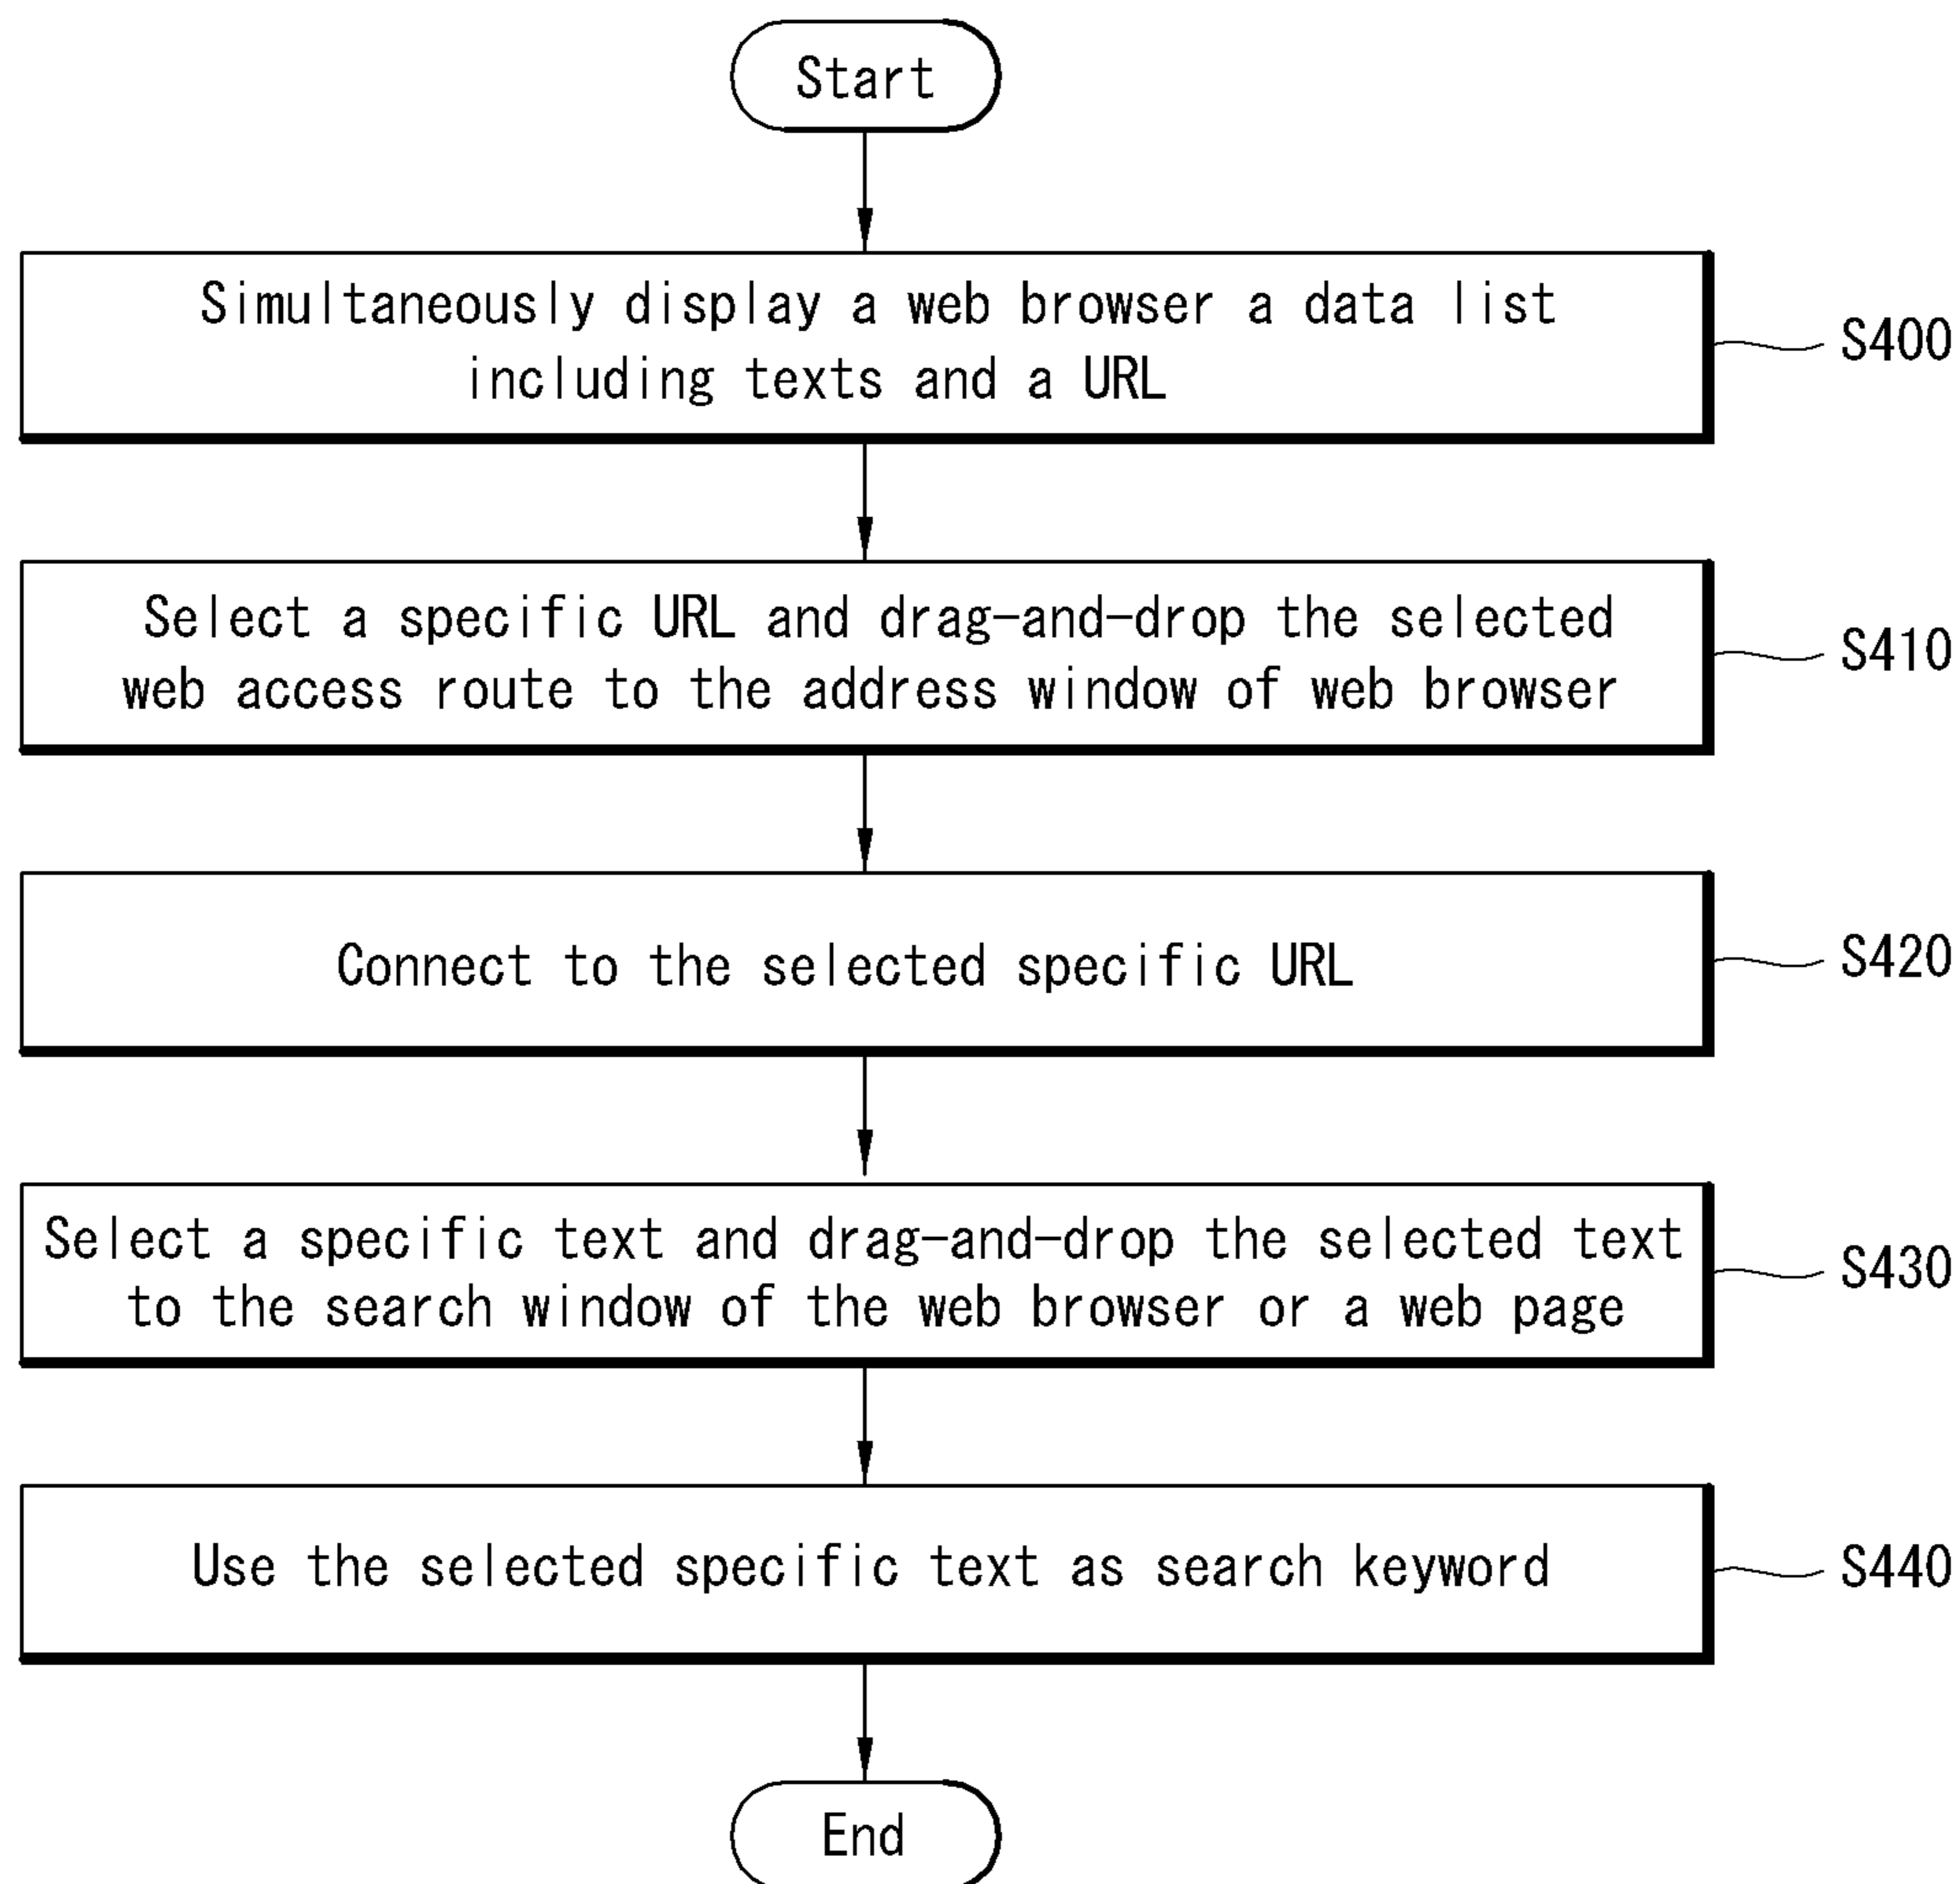 Start
Simultaneously display a web browser a data list
including texts and a URL
S400
Select a specific URL and drag-and-drop the selected
web access route to the address window of web browser
S410
Connect to the selected specific URL
S420
Select a specific text and drag-and-drop the selected text
to the search window of the web browser or a web page
S430
Use the selected specific text as search keyword
S440
End